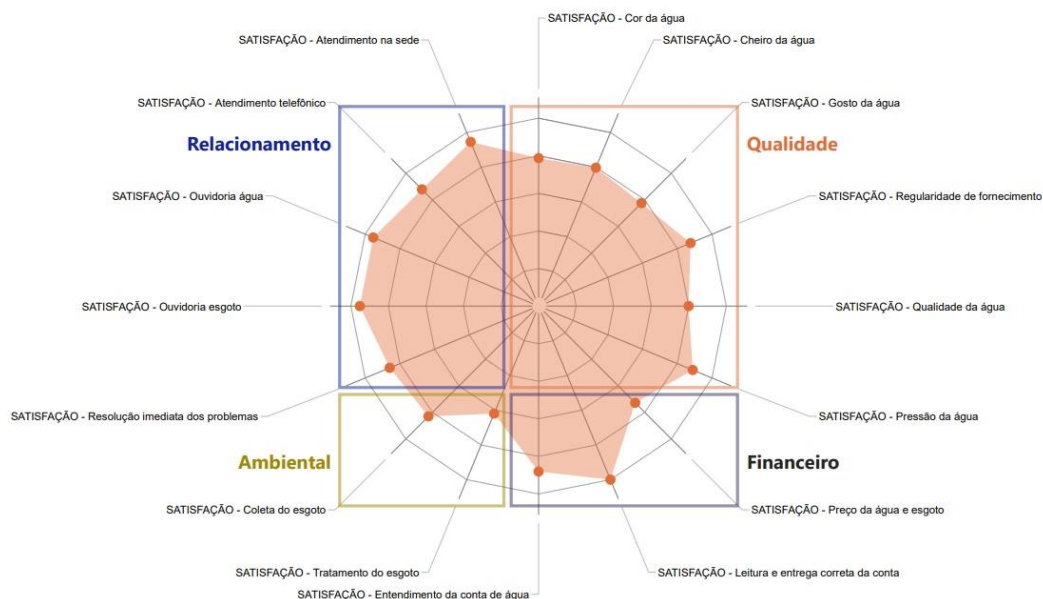 SATISFAÇÃO - Cor da água
SATISFAÇÃO - Atendimento na sede
SATISFAÇÃO - Cheiro da água
SATISFAÇÃO - Atendimento telefônico
SATISFAÇÃO - Gosto da água
Relacionamento
Qualidade
SATISFAÇÃO - Ouvidoria água
SATISFAÇÃO - Regularidade de fornecimento
SATISFAÇÃO - Ouvidoria esgoto
SATISFAÇÃO - Qualidade da água
SATISFAÇÃO - Resolução imediata dos problemas
SATISFAÇÃO - Pressão da água
Ambiental
Financeiro
SATISFAÇÃO - Coleta do esgoto
SATISFAÇÃO - Preço da água e esgoto
SATISFAÇÃO - Tratamento do esgoto
SATISFAÇÃO - Leitura e entrega correta da conta
SATISFAÇÃO - Entendimento da conta de água